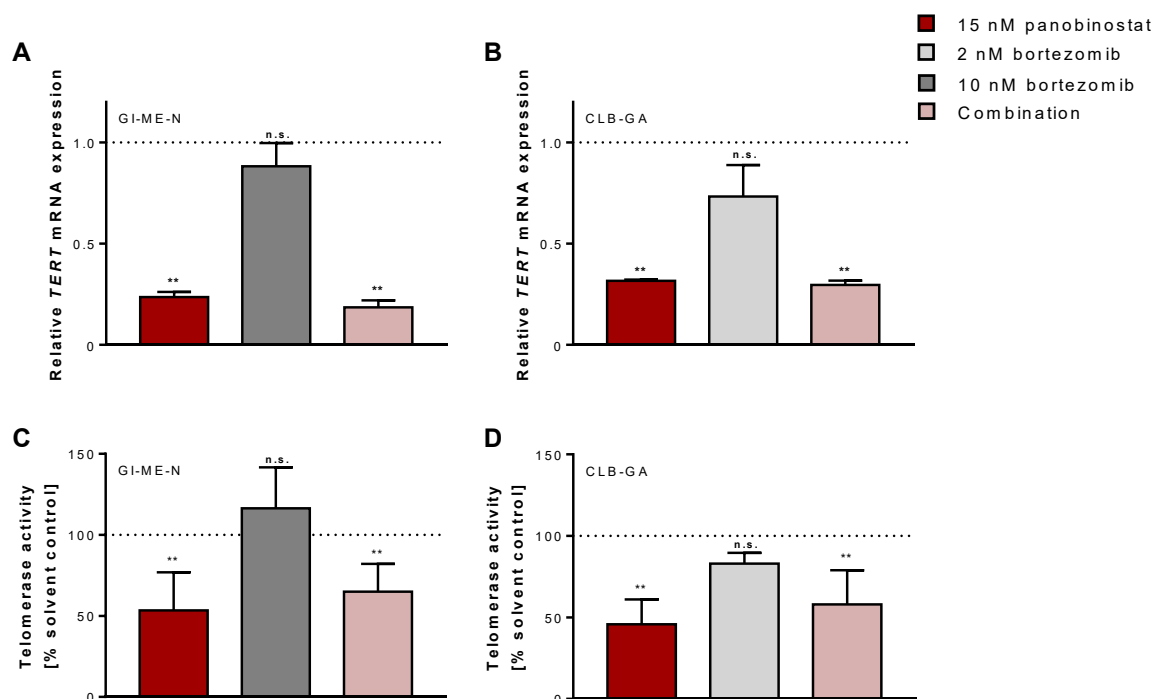 15 nM panobinostat
2 nM bortezomib
10 nM bortezomib
Combination
A
Relative TERT mRNA expression
GI-ME-N
1.0
0.5
0
**
n.s.
**
B
Relative TERT mRNA expression
CLB-GA
1.0
0.5
0
**
n.s.
**
C
Telomerase activity
[% solvent control]
GI-ME-N
150
100
50
0
**
n.s.
**
D
Telomerase activity
[% solvent control]
CLB-GA
150
100
50
0
**
n.s.
**